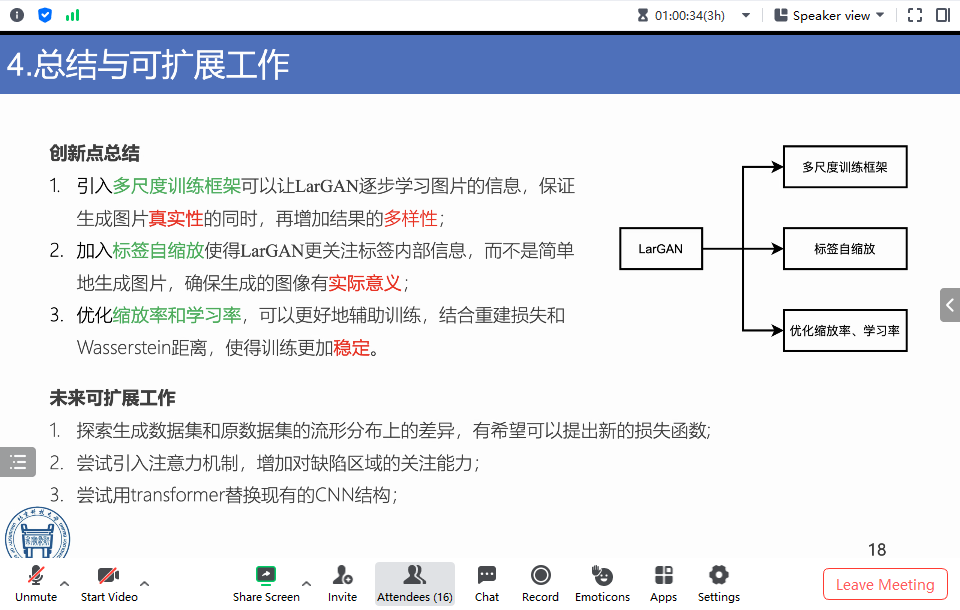 01:00:34(3h)
Speaker view
4.总结与可扩展工作
创新点总结
1. 引入多尺度训练框架可以让LarGAN逐步学习图片的信息，保证
生成图片真实性的同时，再增加结果的多样性；
2. 加入标签自缩放使得LarGAN更关注标签内部信息，而不是简单
地生成图片，确保生成的图像有实际意义；
3. 优化缩放率和学习率，可以更好地辅助训练，结合重建损失和
Wasserstein距离，使得训练更加稳定。
LarGAN
多尺度训练框架
标签自缩放
优化缩放率、学习率
未来可扩展工作
1. 探索生成数据集和原数据集的流形分布上的差异，有希望可以提出新的损失函数;
2. 尝试引入注意力机制，增加对缺陷区域的关注能力；
3. 尝试用transformer替换现有的CNN结构；
18
Unmute
Start Video
Share Screen
Invite
Attendees (16)
Chat
Record
Emoticons
Apps
Settings
Leave Meeting